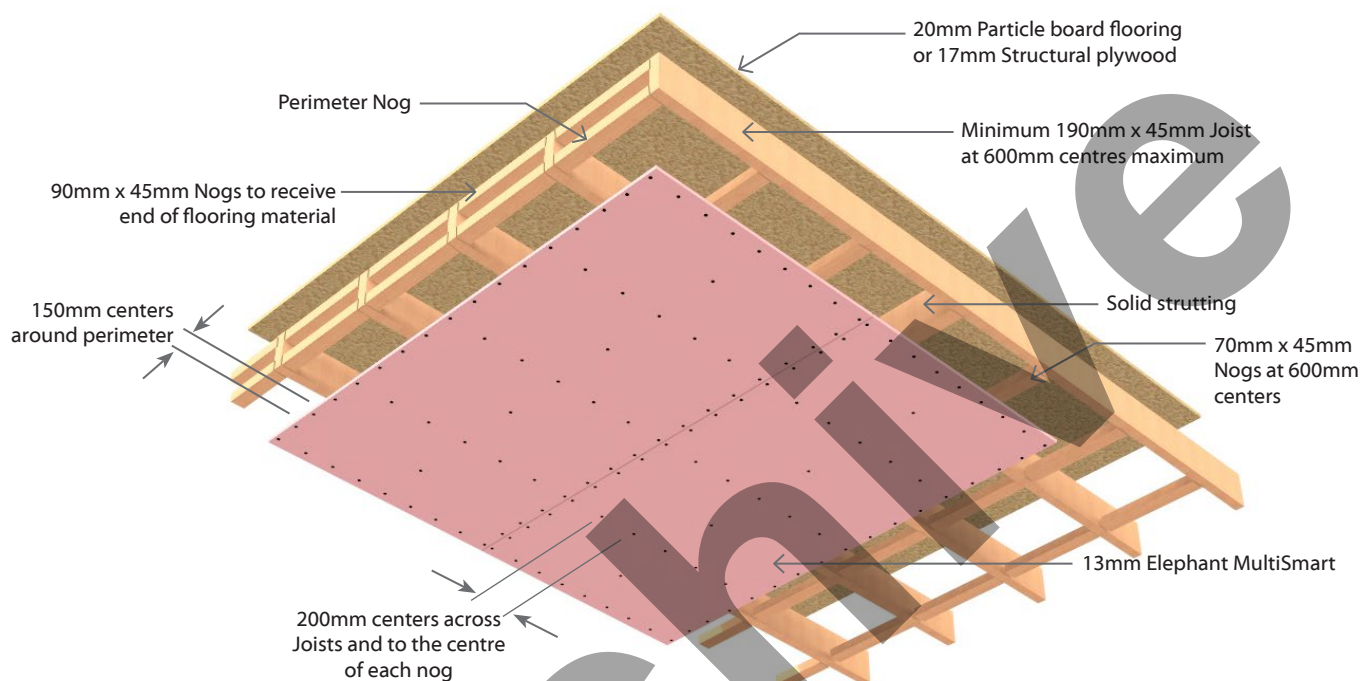 20mm Particle board flooring
or 17mm Structural plywood
Perimeter Nog
Minimum 190mm x 45mm Joist
at 600mm centres maximum
90mm x 45mm Nogs to receive
end of flooring material
150mm centers
around perimeter
Solid strutting
70mm x 45mm
Nogs at 600mm
centers
13mm Elephant MultiSmart
200mm centers across
Joists and to the centre
of each nog
chive